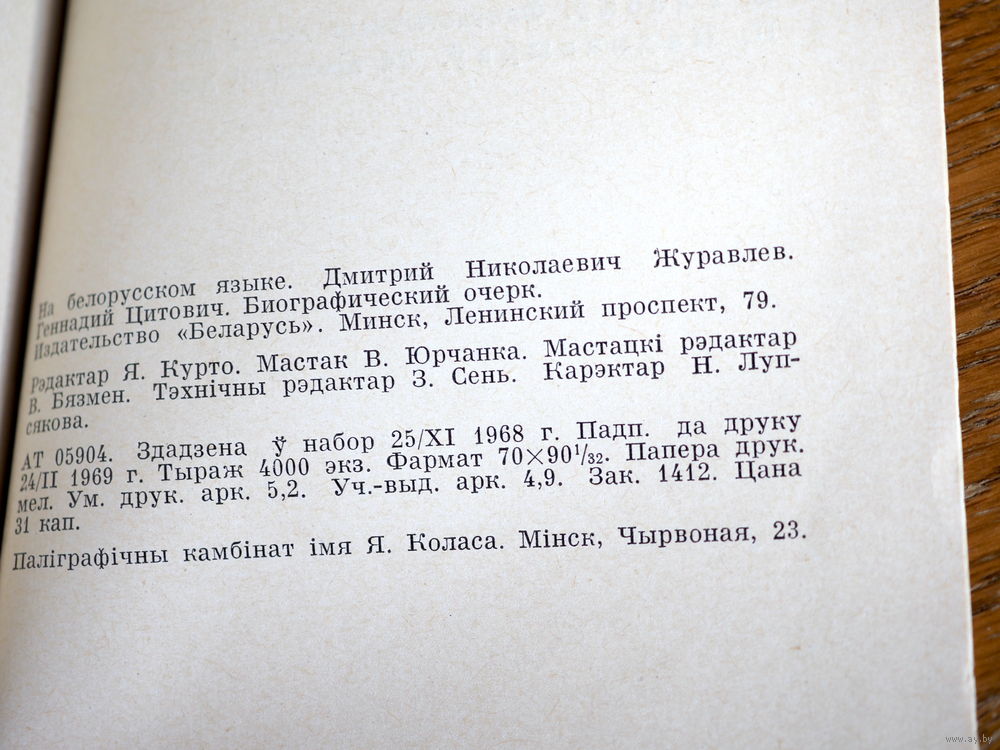 На белорусском языке. Дмитрий Николаевич Журавлев.
Геннадий Цитович. Биографический очерк.
Издательство «Беларусь». Минск, Ленинский проспект, 79.
Рэдактар Я. Курто. Мастак В. Юрчанка. Мастацкі рэдактар
В. Бязмен. Тэхнічны рэдактар З. Сень. Карэктар Н. Луп-
сякова.
АТ 05904. Здадзена ў набор 25/XI 1968 г. Падп. да друку
24/II 1969 г. Тыраж 4000 экз. Фармат 70×90¹/₃₂. Папера друк.
мел. Ум. друк. арк. 5,2. Уч.-выд. арк. 4,9. Зак. 1412. Цана
31 кап.
Паліграфічны камбінат імя Я. Коласа. Мінск, Чырвоная, 23.
www.ay.by